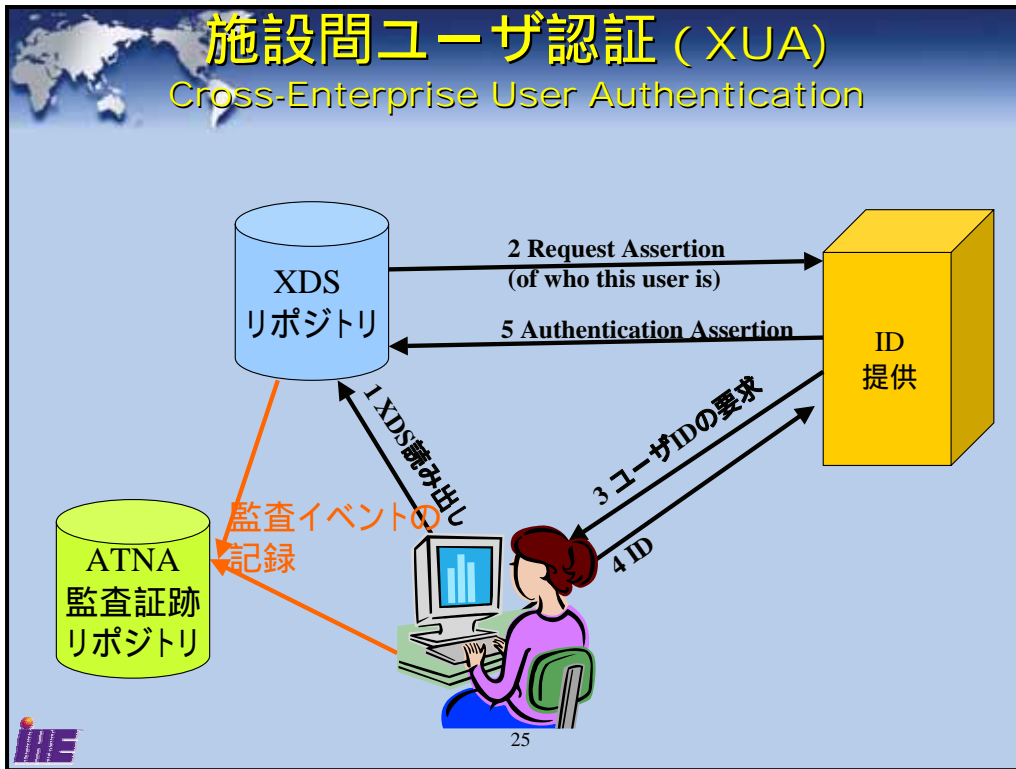 施設間ユーザ認証 ( XUA)
Cross-Enterprise User Authentication
2 Request Assertion
(of who this user is)
XDS
リポジトリ
5 Authentication Assertion
ID
提供
1 XDS読み出し
3 ユーザIDの要求
4 ID
監査イベントの
記録
ATNA
監査証跡
リポジトリ
IHE
25